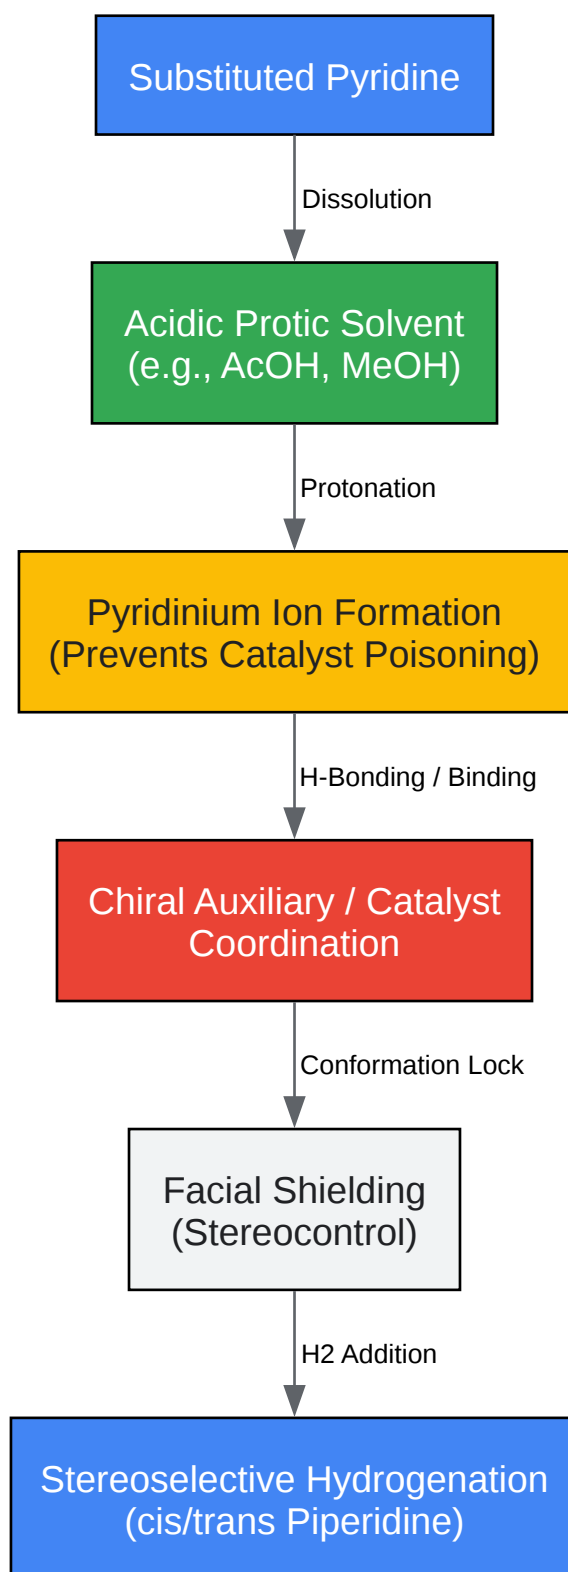 Substituted Pyridine
Dissolution
Acidic Protic Solvent
(e.g., AcOH, MeOH)
Protonation
Pyridinium Ion Formation
(Prevents Catalyst Poisoning)
H-Bonding / Binding
Chiral Auxiliary / Catalyst
Coordination
Conformation Lock
Facial Shielding
(Stereocontrol)
H2 Addition
Stereoselective Hydrogenation
(cis/trans Piperidine)